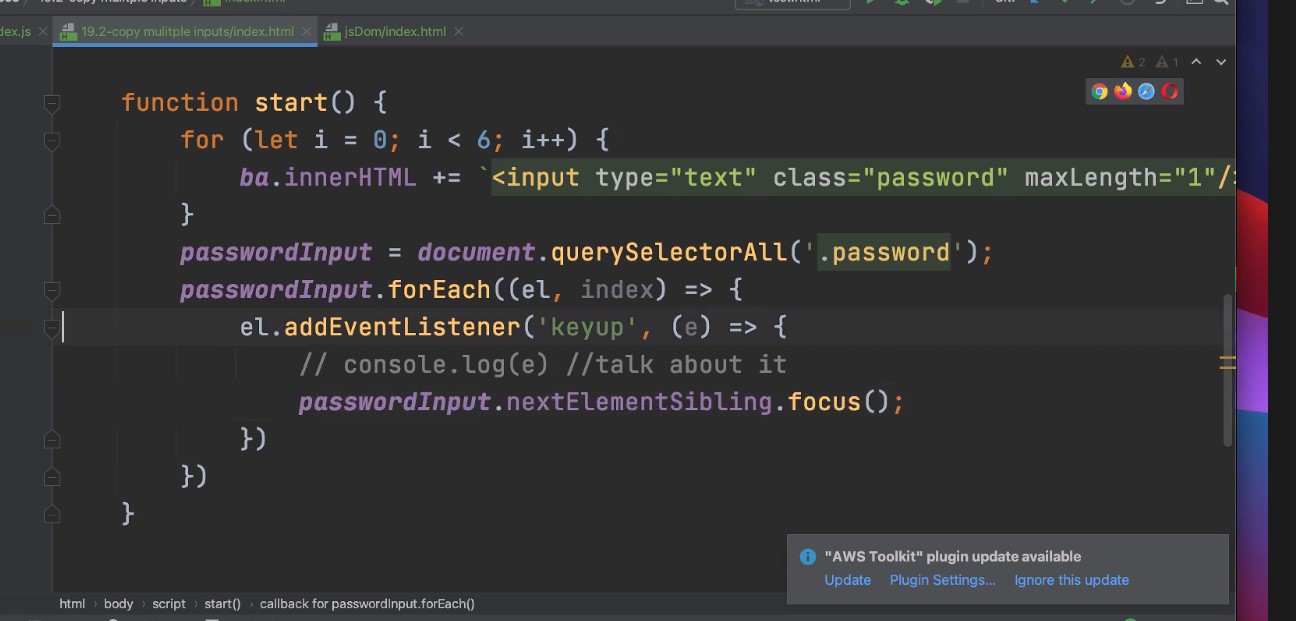 dex.js
19.2-copy mulitple inputs/index.html
jsDom/index.html
2 1
function start() {
for (let i = 0; i < 6; i++) {
ba.innerHTML += `<input type="text" class="password" maxLength="1"/>
}
passwordInput = document.querySelectorAll('.password');
passwordInput.forEach((el, index) => {
el.addEventListener('keyup', (e) => {
// console.log(e) //talk about it
passwordInput.nextElementSibling.focus();
})
})
}
"AWS Toolkit" plugin update available
Update Plugin Settings... Ignore this update
html › body › script › start() › callback for passwordInput.forEach()